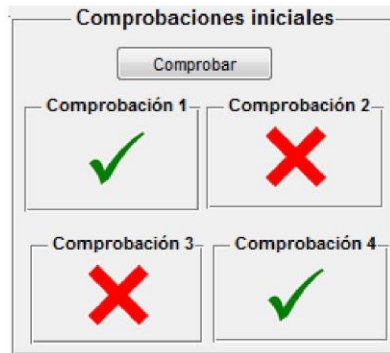 Comprobaciones iniciales
Comprobar
Comprobación 1
Comprobación 2
Comprobación 3
Comprobación 4